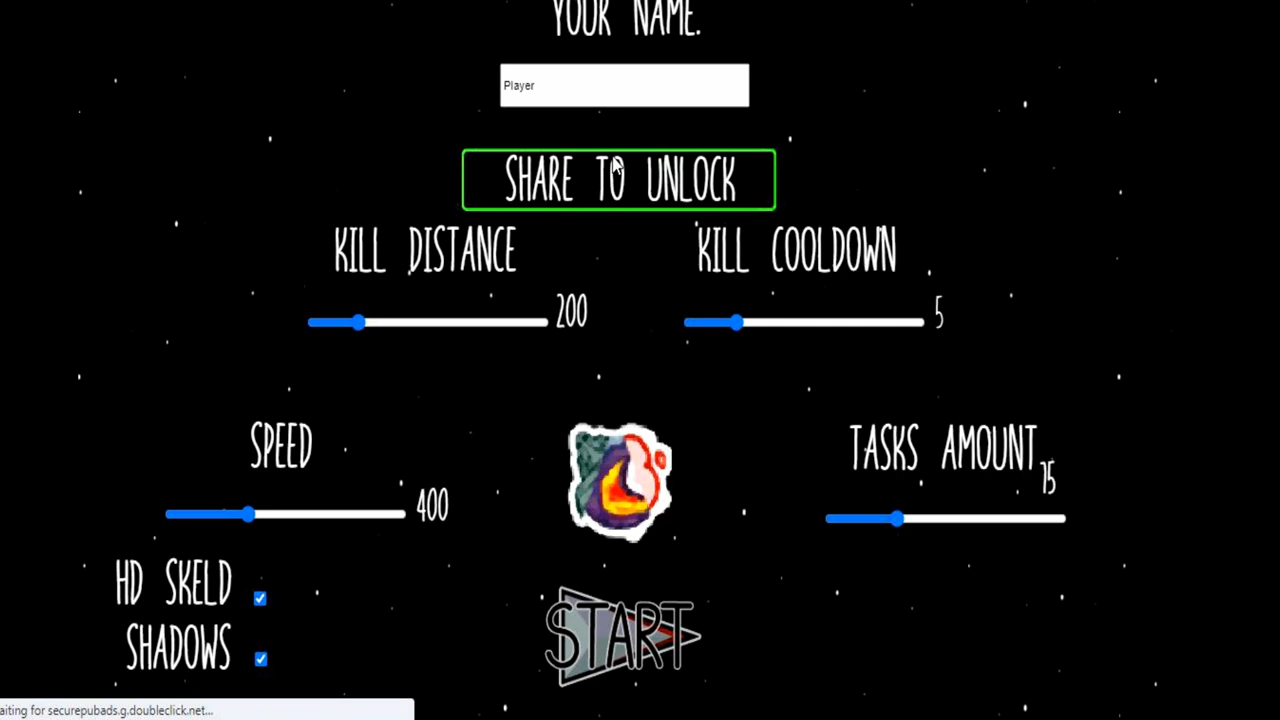 YOUR NAME.
Player
SHARE TO UNLOCK
KILL DISTANCE
KILL COOLDOWN
200
5
SPEED
TASKS AMOUNT
400
15
HD SKELD
START
SHADOWS
aiting for securepubads.g.doubleclick.net...